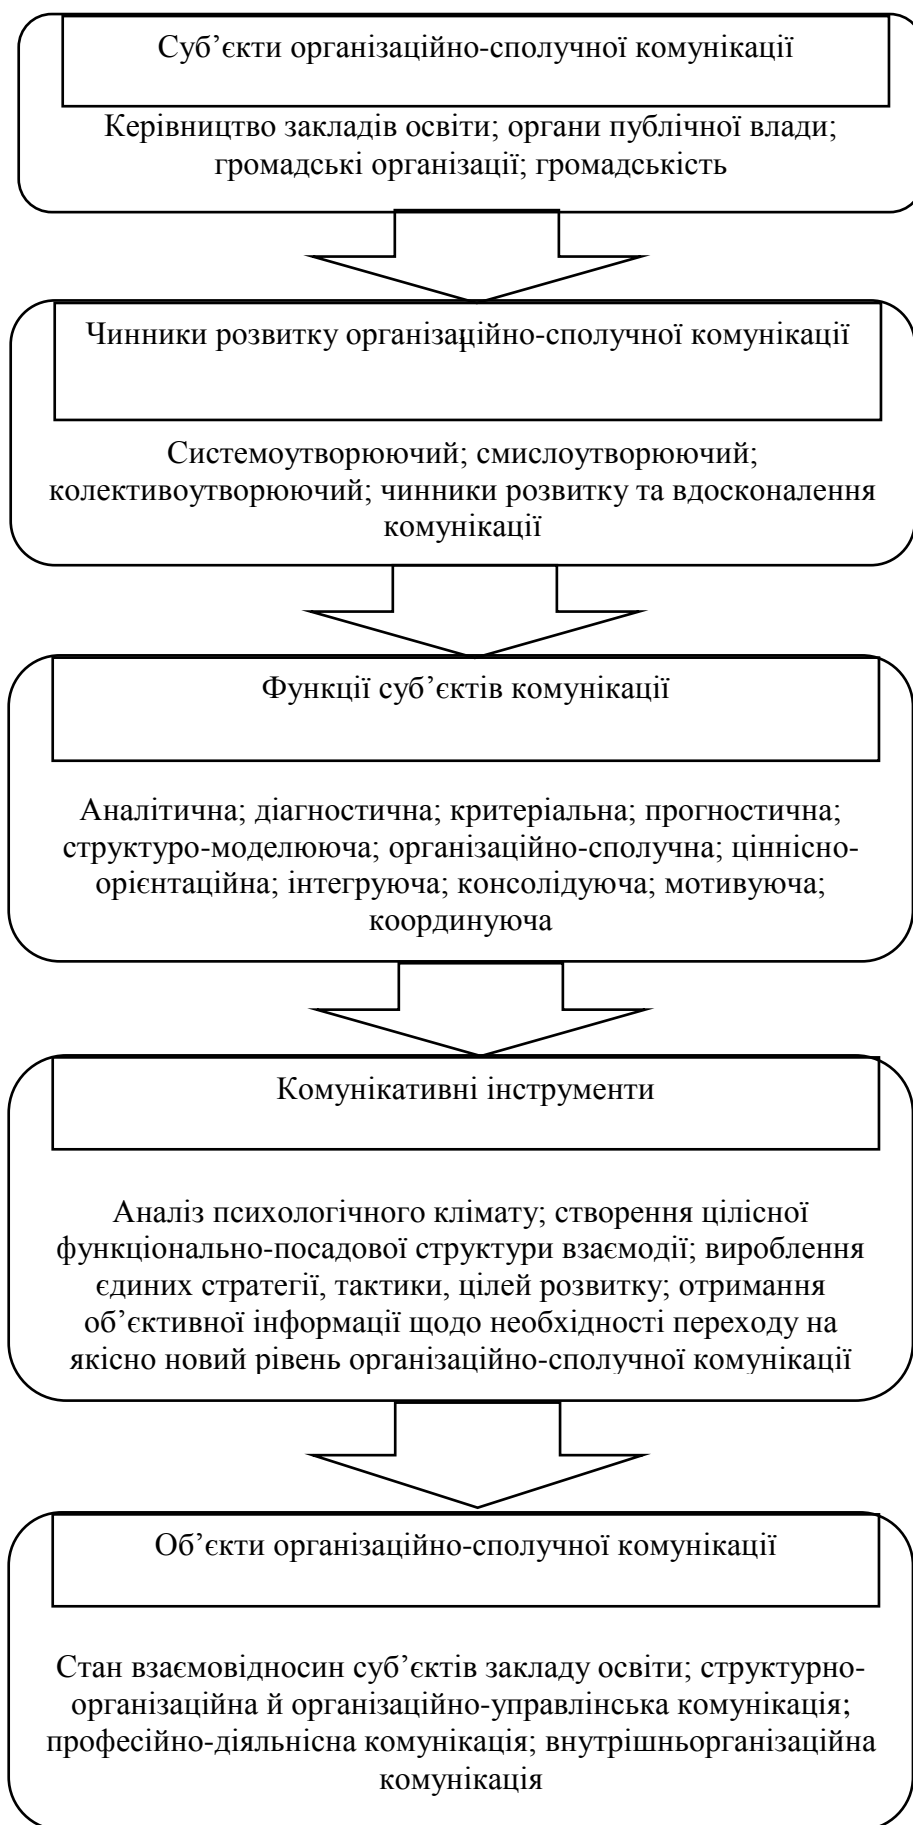 Суб’єкти організаційно-сполучної комунікації
Керівництво закладів освіти; органи публічної влади;
громадські організації; громадськість
Чинники розвитку організаційно-сполучної комунікації
Системоутворюючий; смислоутворюючий;
колективоутворюючий; чинники розвитку та вдосконалення
комунікації
Функції суб’єктів комунікації
Аналітична; діагностична; критеріальна; прогностична;
структуро-моделююча; організаційно-сполучна; ціннісно-
орієнтаційна; інтегруюча; консолідуюча; мотивуюча;
координуюча
Комунікативні інструменти
Аналіз психологічного клімату; створення цілісної
функціонально-посадової структури взаємодії; вироблення
єдиних стратегії, тактики, цілей розвитку; отримання
об’єктивної інформації щодо необхідності переходу на
якісно новий рівень організаційно-сполучної комунікації
Об’єкти організаційно-сполучної комунікації
Стан взаємовідносин суб’єктів закладу освіти; структурно-
організаційна й організаційно-управлінська комунікація;
професійно-діяльнісна комунікація; внутрішньорганізаційна
комунікація